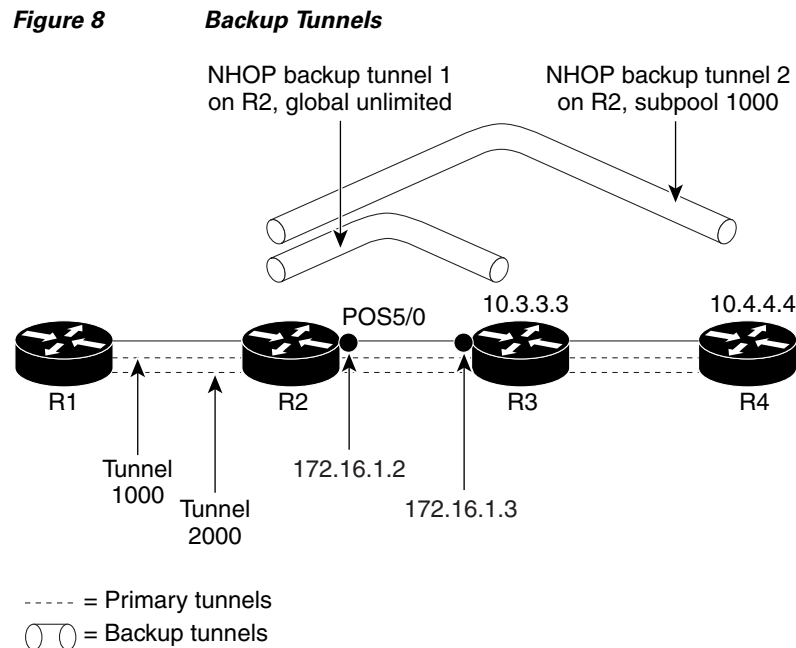 Figure 8 Backup Tunnels
NHOP backup tunnel 1
on R2, global unlimited
NHOP backup tunnel 2
on R2, subpool 1000
POS5/0
10.3.3.3
10.4.4.4
R1
R2
R3
R4
Tunnel
1000
Tunnel
2000
172.16.1.2
172.16.1.3
= Primary tunnels
= Backup tunnels